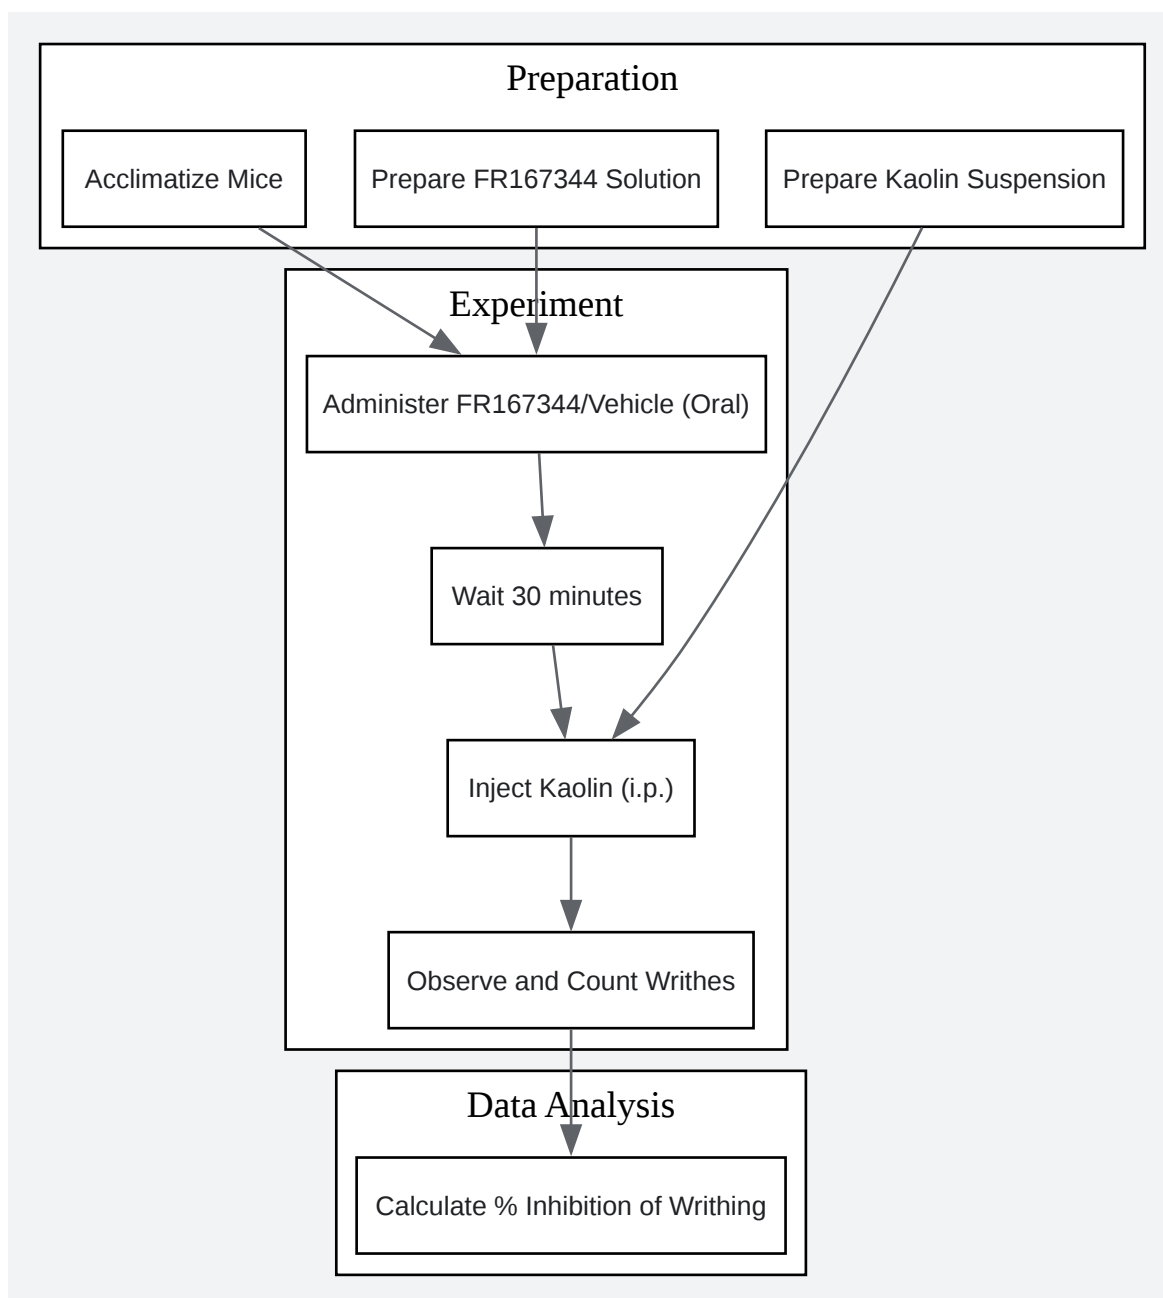 Preparation
Acclimatize Mice
Prepare FR167344 Solution
Prepare Kaolin Suspension
Experiment
Administer FR167344/Vehicle (Oral)
Wait 30 minutes
Inject Kaolin (i.p.)
Observe and Count Writhes
Data Analysis
Calculate % Inhibition of Writhing